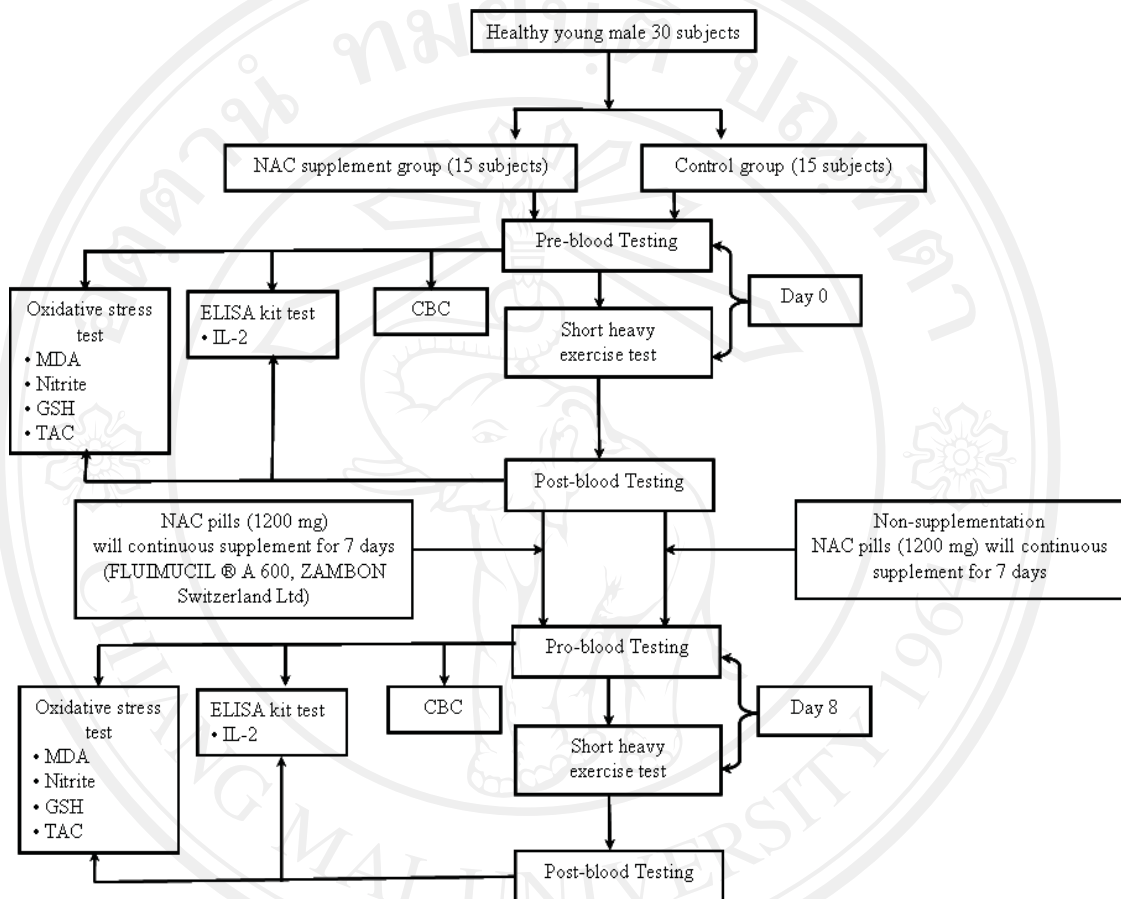 Healthy young male 30 subjects
NAC supplement group (15 subjects)
Control group (15 subjects)
Pre-blood Testing
Day 0
Oxidative stress
test
• MDA
• Nitrite
• GSH
• TAC
ELISA kit test
• IL-2
CBC
Short heavy
exercise test
Post-blood Testing
NAC pills (1200 mg)
will continuous supplement for 7 days
(FLUIMUCIL ® A 600, ZAMBON
Switzerland Ltd)
Non-supplementation
NAC pills (1200 mg) will continuous
supplement for 7 days
Pro-blood Testing
Day 8
Oxidative stress
test
• MDA
• Nitrite
• GSH
• TAC
ELISA kit test
• IL-2
CBC
Short heavy
exercise test
Post-blood Testing
CHIANG MAI UNIVERSITY 1964